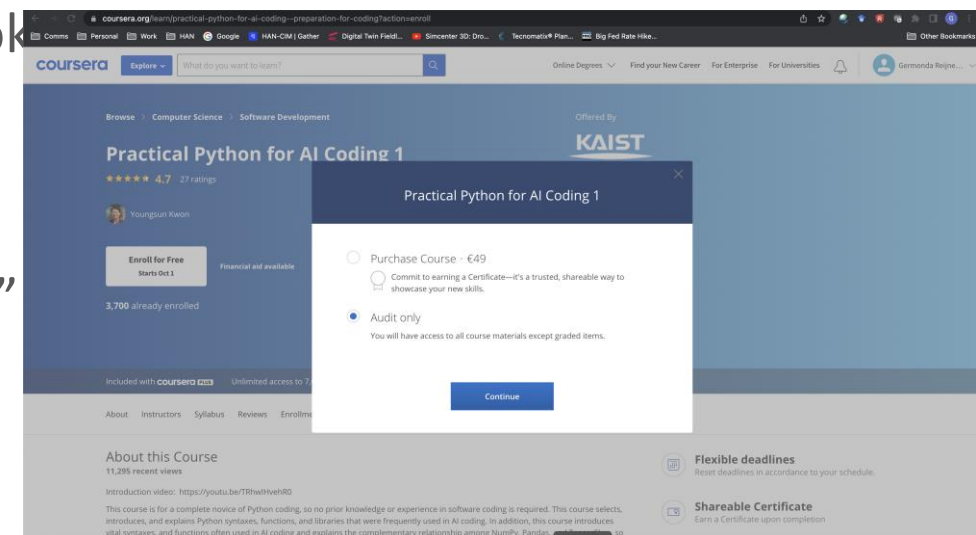 ok
”
coursera.org/learn/practical-python-for-ai-coding--preparation-for-coding?action=enroll
Comms Personal Work HAN Google HAN-CIM | Gather Digital Twin Fieldl... Simcenter 3D: Dro... Tecnomatix® Plan... Big Fed Rate Hike... Other Bookmarks
coursera Explore What do you want to learn? Online Degrees Find your New Career For Enterprise For Universities Germonda Reijne...
Browse > Computer Science > Software Development
Offered By
KAIST
Practical Python for AI Coding 1
4.7 27 ratings
Youngsun Kwon
Enroll for Free
Starts Oct 1
Financial aid available
3,700 already enrolled
Practical Python for AI Coding 1
Purchase Course · €49
Commit to earning a Certificate—it's a trusted, shareable way to
showcase your new skills.
Audit only
You will have access to all course materials except graded items.
Continue
Included with coursera PLUS Unlimited access to 7,
About Instructors Syllabus Reviews Enrollme
About this Course
11,295 recent views
Introduction video: https://youtu.be/TRhwIHvehR0
This course is for a complete novice of Python coding, so no prior knowledge or experience in software coding is required. This course selects,
introduces, and explains Python syntaxes, functions, and libraries that were frequently used in AI coding. In addition, this course introduces
vital syntaxes, and functions often used in AI coding and explains the complementary relationship among NumPy, Pandas, so
Flexible deadlines
Reset deadlines in accordance to your schedule.
Shareable Certificate
Earn a Certificate upon completion